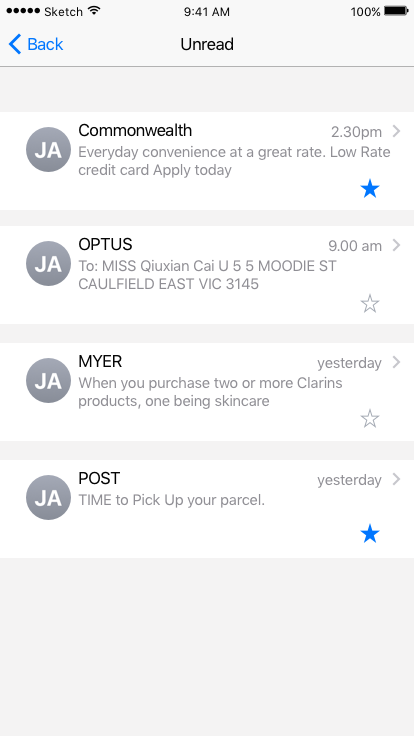 Sketch 9:41 AM 100%
Back Unread
Commonwealth 2.30pm
JA
Everyday convenience at a great rate. Low Rate
credit card Apply today
OPTUS 9.00 am
JA
To: MISS Qiuxian Cai U 5 5 MOODIE ST
CAULFIELD EAST VIC 3145
MYER yesterday
JA
When you purchase two or more Clarins
products, one being skincare
POST yesterday
JA
TIME to Pick Up your parcel.